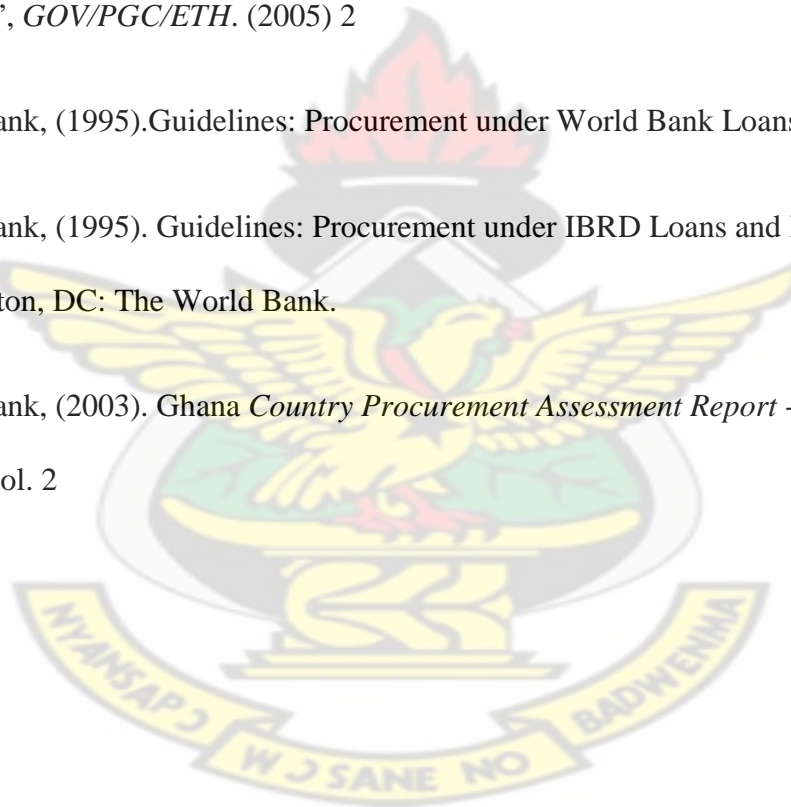 ”, GOV/PGC/ETH. (2005) 2
ank, (1995).Guidelines: Procurement under World Bank Loans
ank, (1995). Guidelines: Procurement under IBRD Loans and
ton, DC: The World Bank.
ank, (2003). Ghana Country Procurement Assessment Report -
ol. 2
NYANSAPƆ WƆ SANE NO BADWENMA